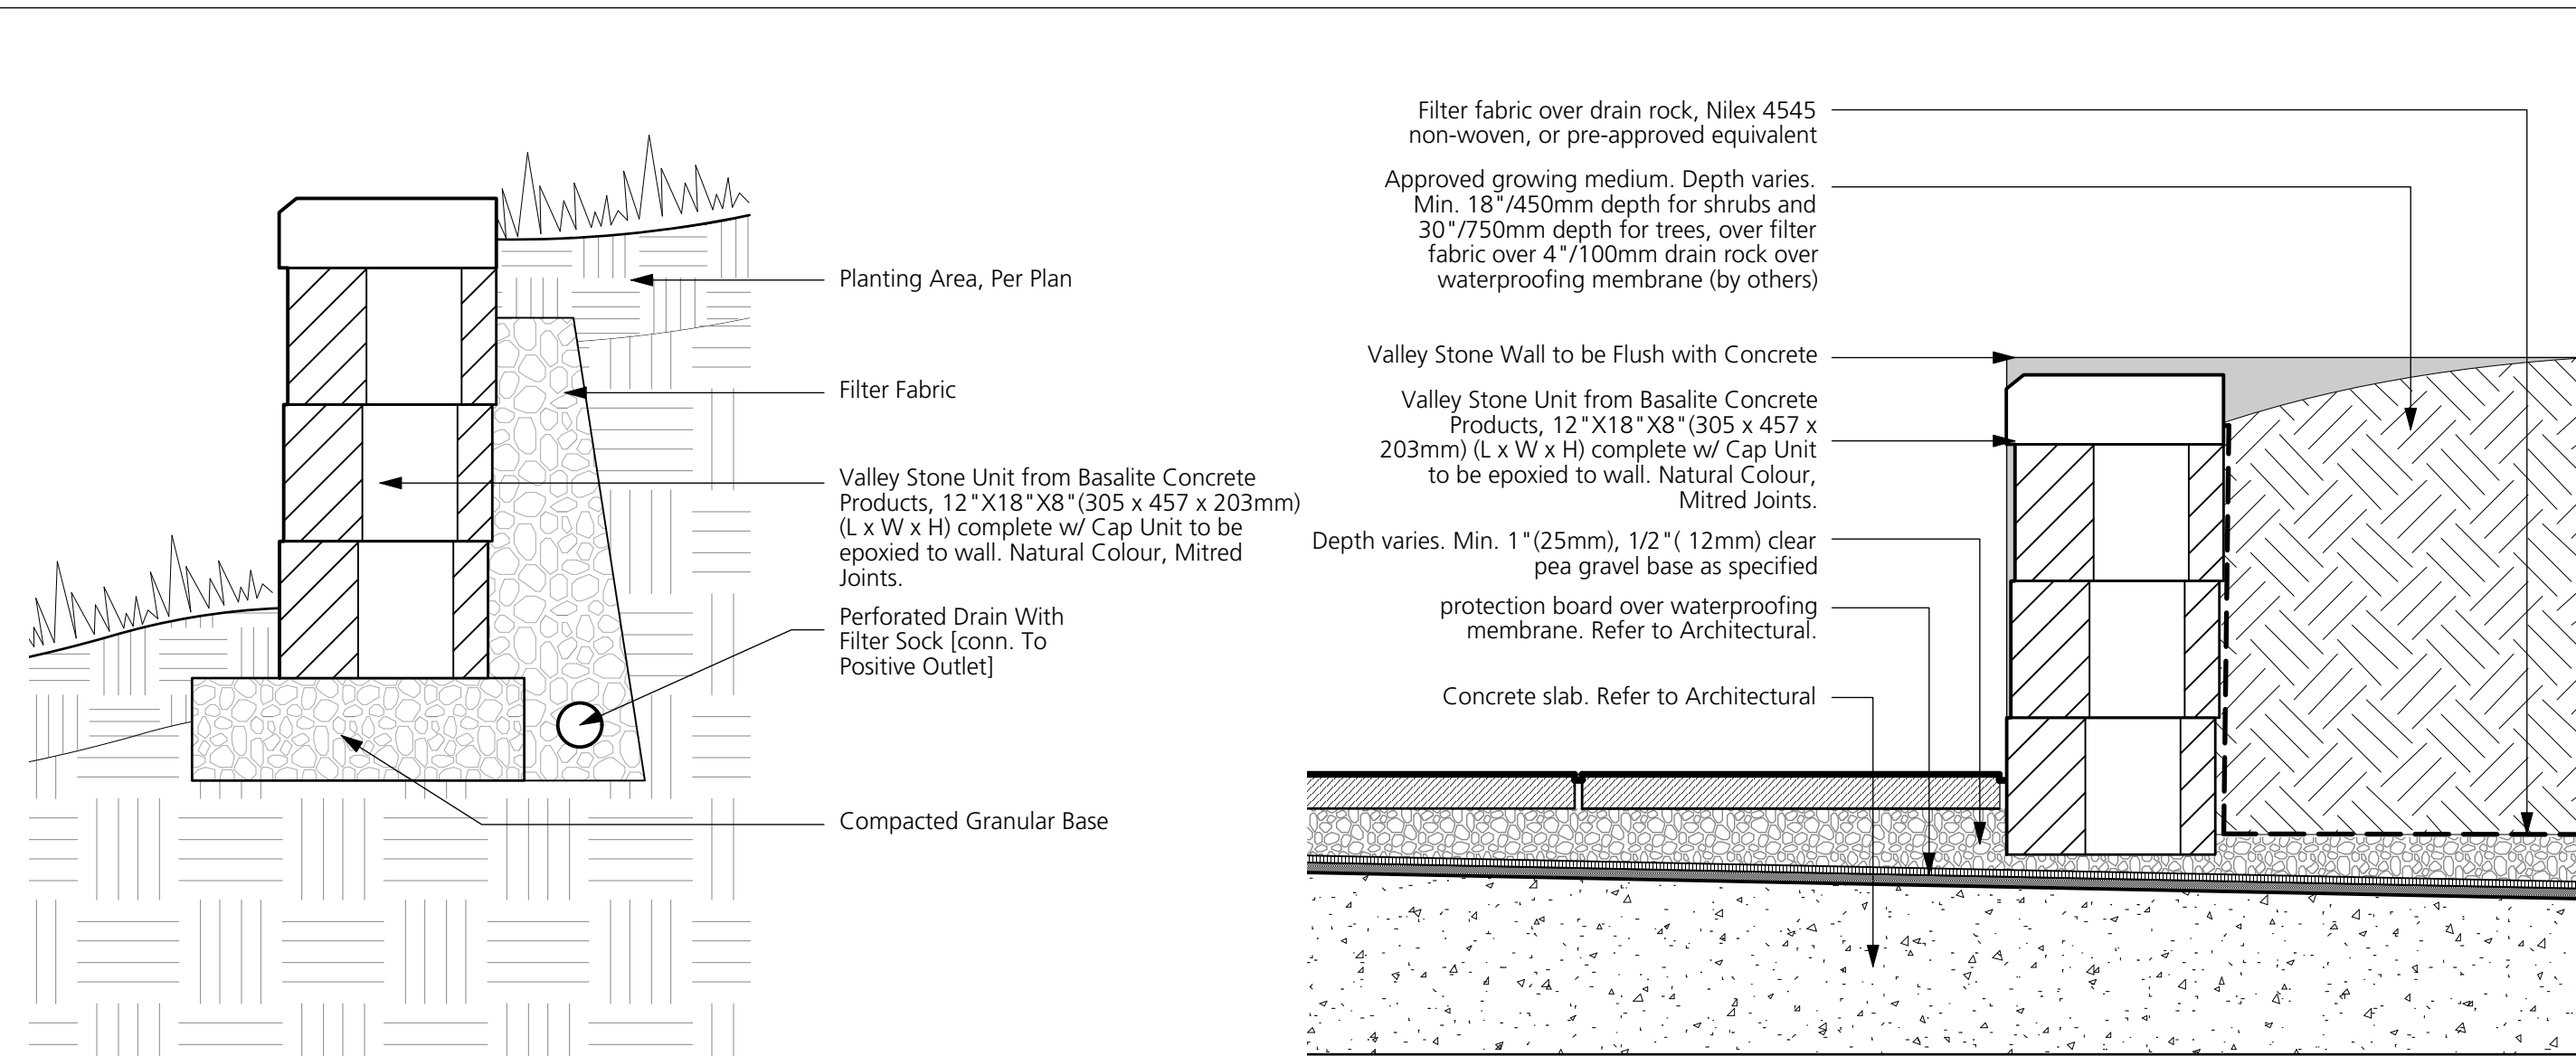 Planting Area, Per Plan
Filter Fabric
Valley Stone Unit from Basalite Concrete
Products, 12"X18"X8"(305 x 457 x 203mm)
(L x W x H) complete w/ Cap Unit to be
epoxied to wall. Natural Colour, Mitred
Joints.
Perforated Drain With
Filter Sock [conn. To
Positive Outlet]
Compacted Granular Base
Filter fabric over drain rock, Nilex 4545
non-woven, or pre-approved equivalent
Approved growing medium. Depth varies.
Min. 18"/450mm depth for shrubs and
30"/750mm depth for trees, over filter
fabric over 4"/100mm drain rock over
waterproofing membrane (by others)
Valley Stone Wall to be Flush with Concrete
Valley Stone Unit from Basalite Concrete
Products, 12"X18"X8"(305 x 457 x
203mm) (L x W x H) complete w/ Cap Unit
to be epoxied to wall. Natural Colour,
Mitred Joints.
Depth varies. Min. 1"(25mm), 1/2"( 12mm) clear
pea gravel base as specified
protection board over waterproofing
membrane. Refer to Architectural.
Concrete slab. Refer to Architectural